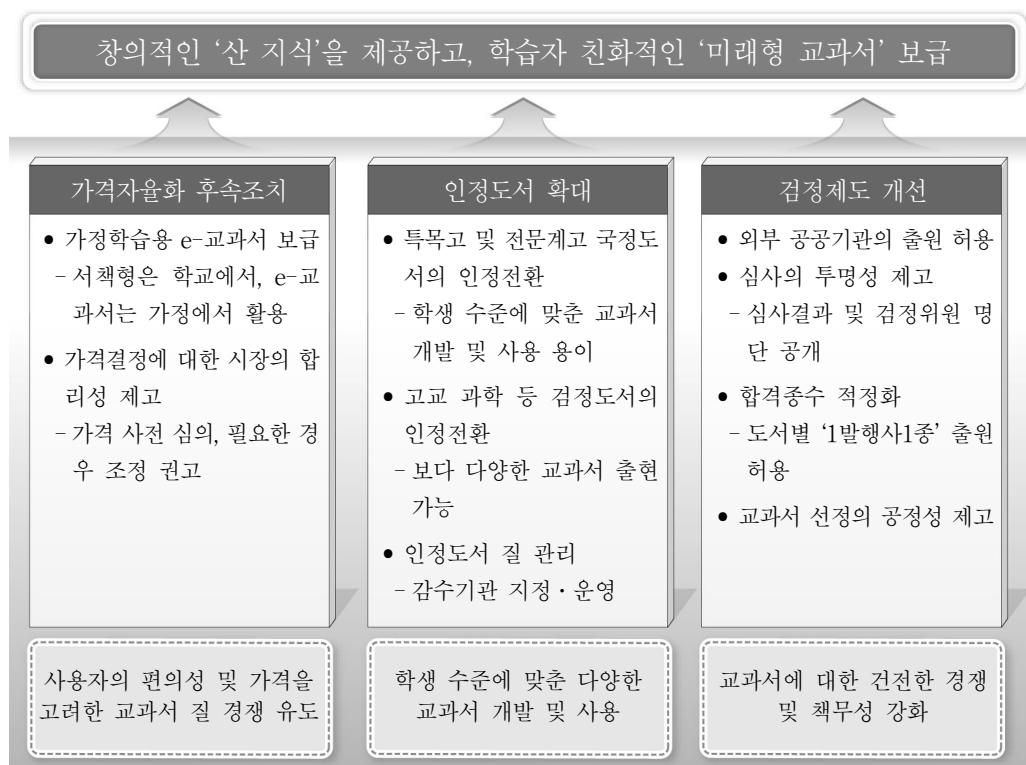 창의적인 ‘산 지식’을 제공하고, 학습자 친화적인 ‘미래형 교과서’ 보급
가격자율화 후속조치
• 가정학습용 e-교과서 보급
- 서책형은 학교에서, e-교
과서는 가정에서 활용
• 가격결정에 대한 시장의 합
리성 제고
- 가격 사전 심의, 필요한 경
우 조정 권고
사용자의 편의성 및 가격을
고려한 교과서 질 경쟁 유도
인정도서 확대
• 특목고 및 전문계고 국정도
서의 인정전환
- 학생 수준에 맞춘 교과서
개발 및 사용 용이
• 고교 과학 등 검정도서의
인정전환
- 보다 다양한 교과서 출현
가능
• 인정도서 질 관리
- 감수기관 지정·운영
학생 수준에 맞춘 다양한
교과서 개발 및 사용
검정제도 개선
• 외부 공공기관의 출원 허용
• 심사의 투명성 제고
- 심사결과 및 검정위원 명
단 공개
• 합격종수 적정화
- 도서별 ‘1발행사1종’ 출원
허용
• 교과서 선정의 공정성 제고
교과서에 대한 건전한 경쟁
및 책무성 강화